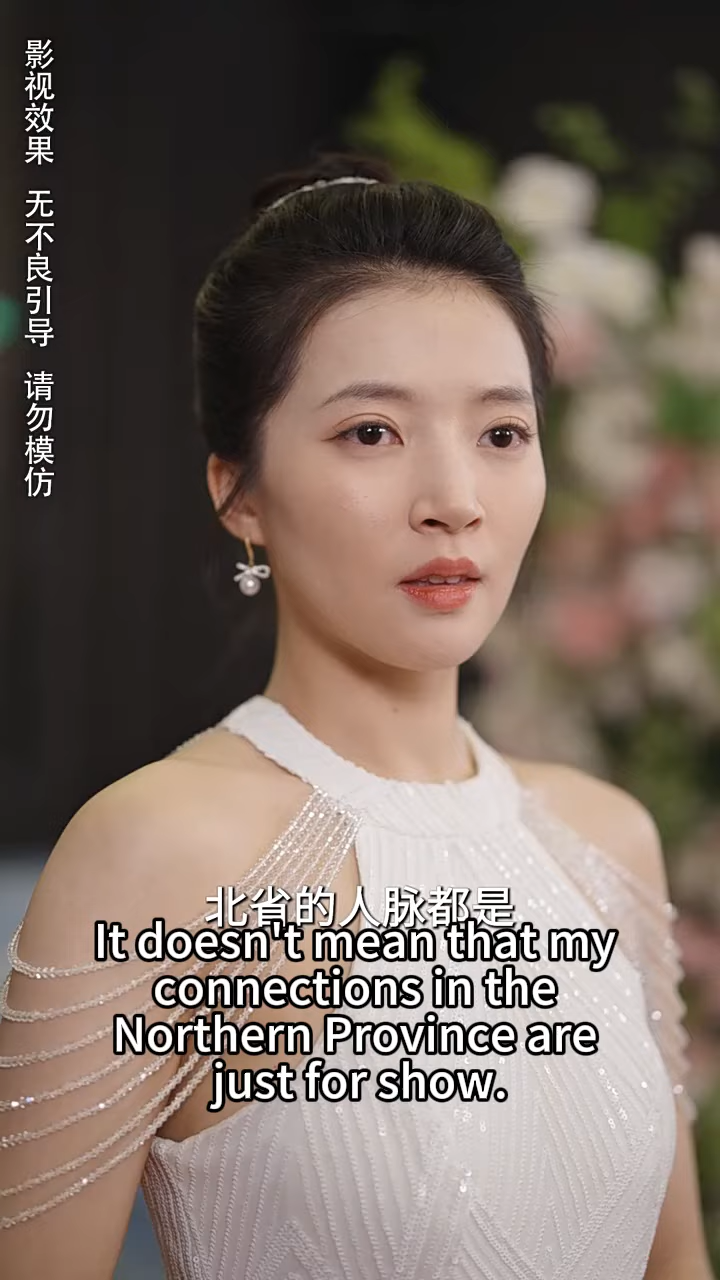 影视效果 无不良引导 请勿模仿
北省的人脉都是
It doesn't mean that my
connections in the
Northern Province are
just for show.